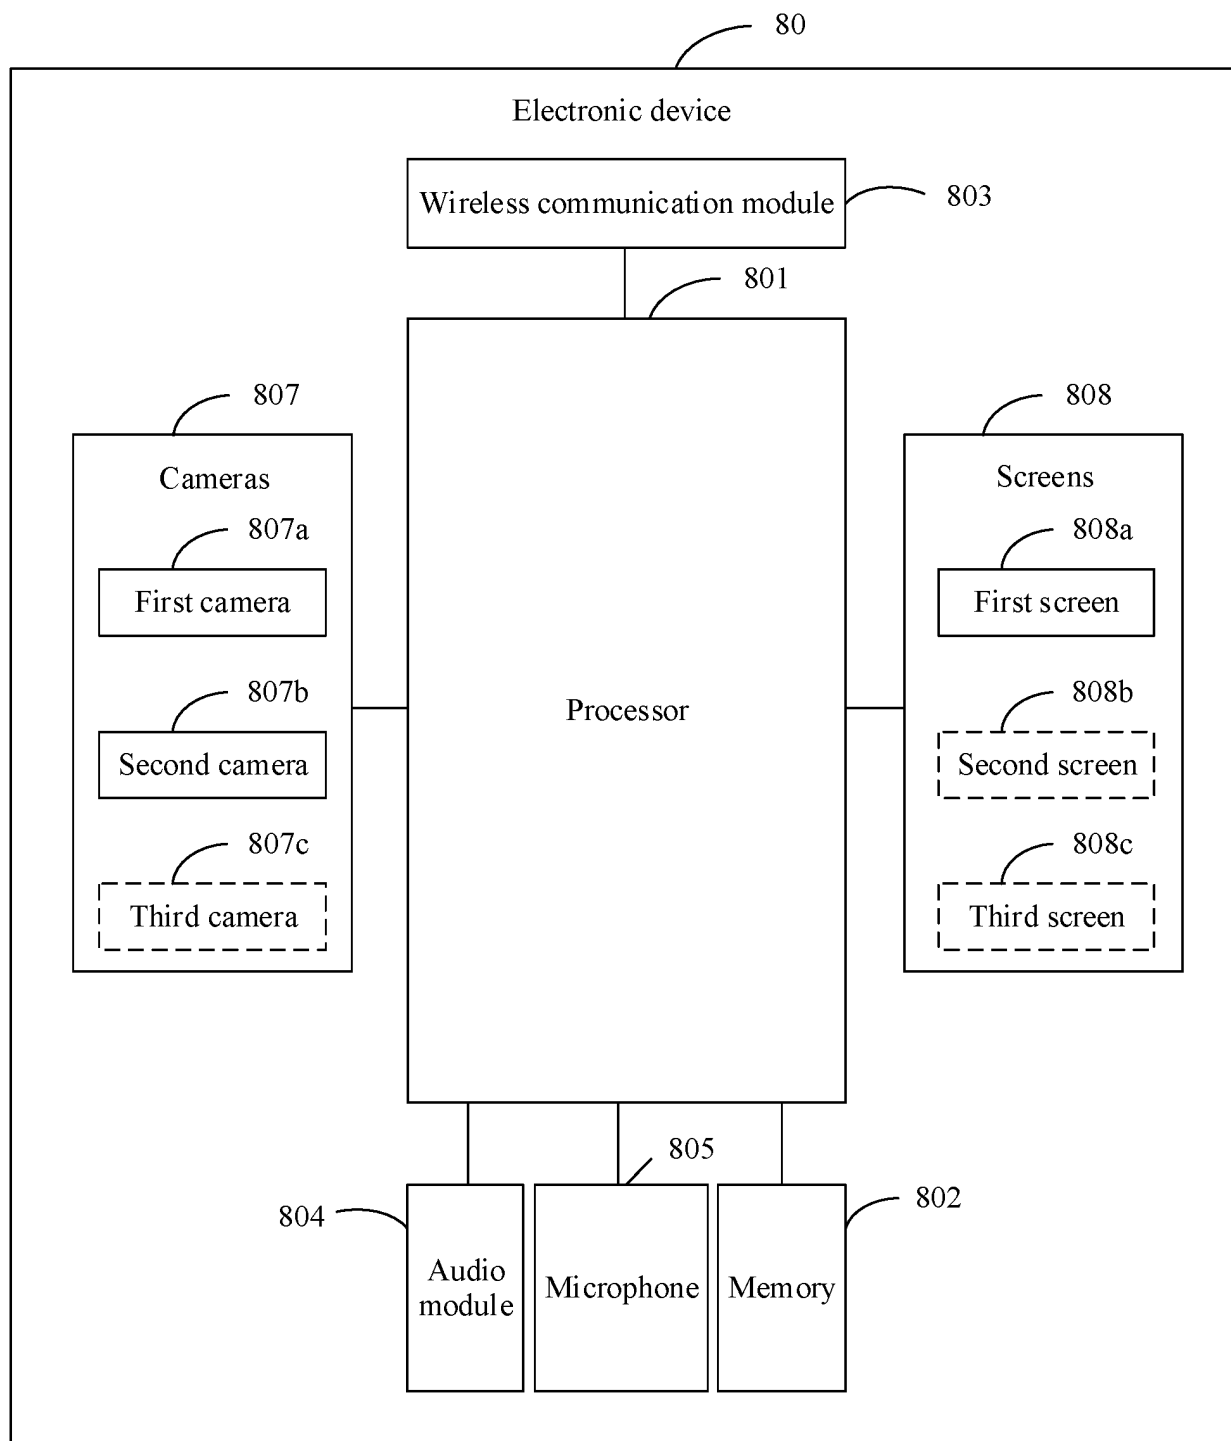 80
Electronic device
Wireless communication module
803
801
807
808
Cameras
Screens
807a
808a
First camera
First screen
807b
808b
Processor
Second camera
Second screen
807c
808c
Third camera
Third screen
805
804
802
Audio
module
Microphone
Memory